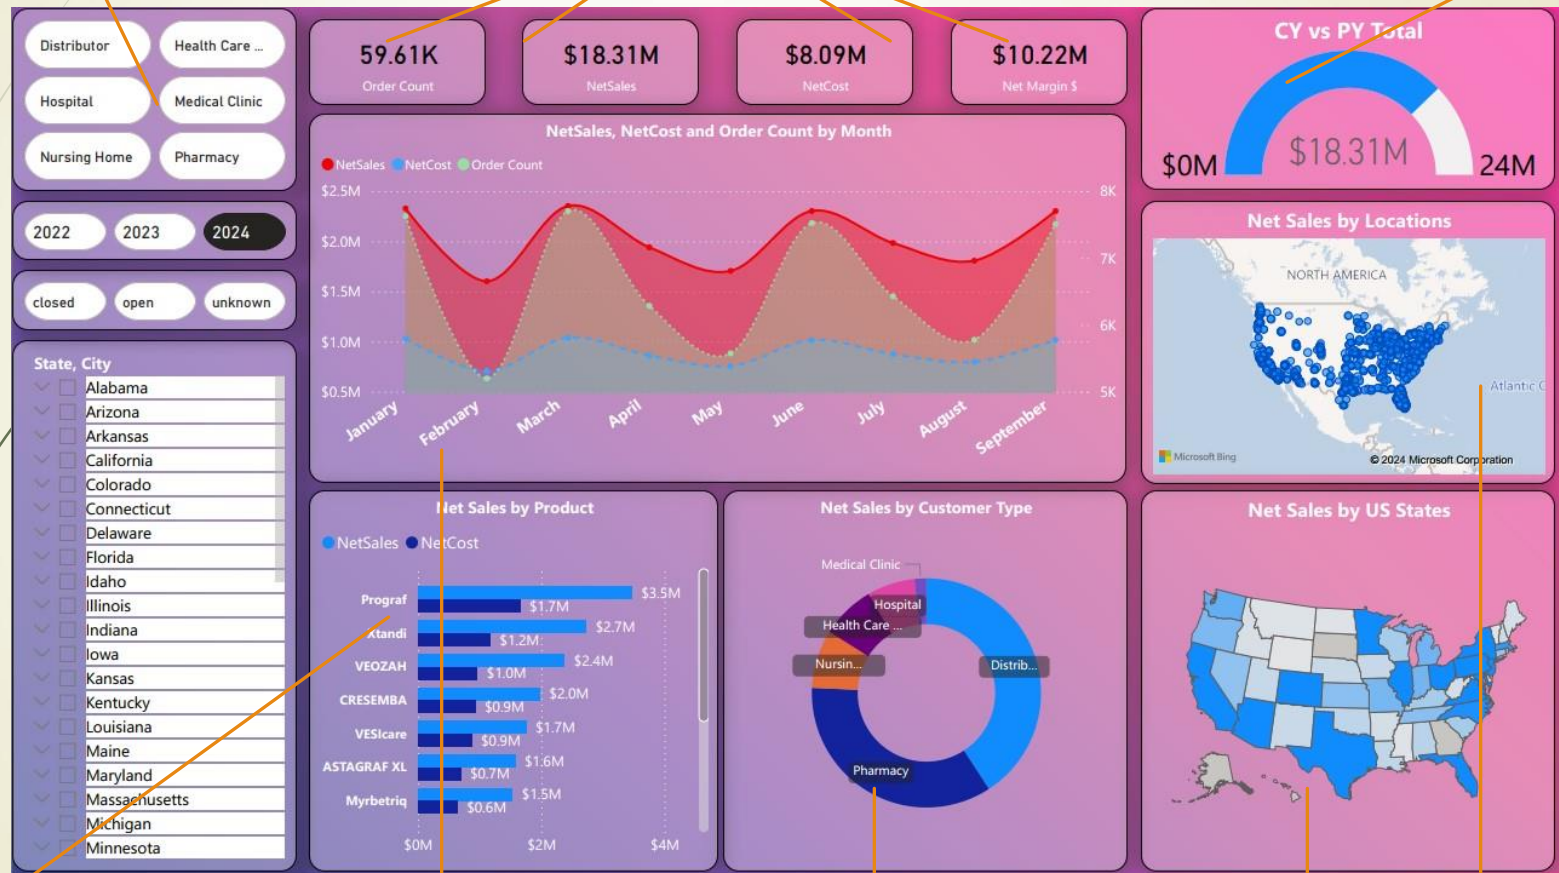 Distributor
Health Care ...
Hospital
Medical Clinic
Nursing Home
Pharmacy
2022
2023
2024
closed
open
unknown
State, City
Alabama
Arizona
Arkansas
California
Colorado
Connecticut
Delaware
Florida
Idaho
Illinois
Indiana
Iowa
Kansas
Kentucky
Louisiana
Maine
Maryland
Massachusetts
Michigan
Minnesota
59.61K
Order Count
$18.31M
NetSales
$8.09M
NetCost
$10.22M
Net Margin $
NetSales, NetCost and Order Count by Month
NetSales NetCost Order Count
$2.5M
$2.0M
$1.5M
$1.0M
$0.5M
8K
7K
6K
5K
January February March April May June July August September
Net Sales by Product
NetSales NetCost
Prograf $3.5M
$1.7M
Xtandi $2.7M
$1.2M
VEOZAH $2.4M
$1.0M
CRESEMBA $2.0M
$0.9M
VESIcare $1.7M
$0.9M
ASTAGRAF XL $1.6M
$0.7M
Myrbetriq $1.5M
$0.6M
$0M $2M $4M
Net Sales by Customer Type
Medical Clinic
Hospital
Health Care ...
Nursin...
Distrib...
Pharmacy
CY vs PY Total
$18.31M
$0M
24M
Net Sales by Locations
NORTH AMERICA
Atlantic O
Microsoft Bing
© 2024 Microsoft Corporation
Net Sales by US States